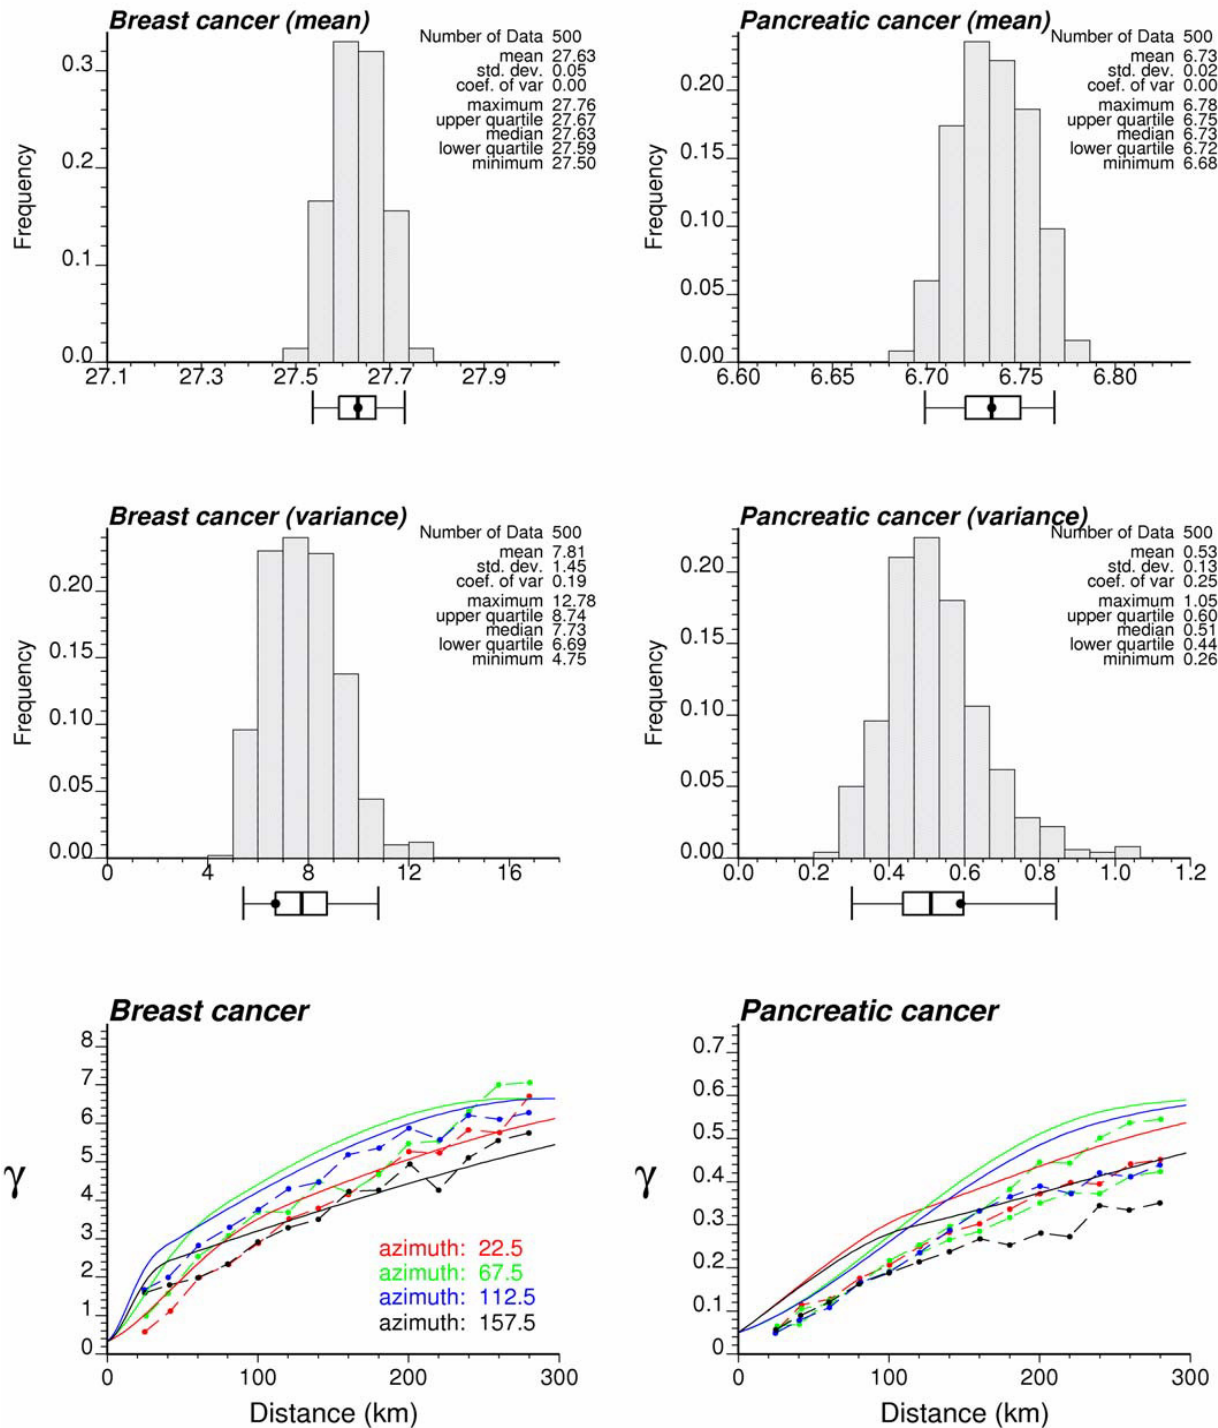 Breast cancer (mean)
Number of Data 500
mean 27.63
std. dev. 0.05
coef. of var 0.00
maximum 27.76
upper quartile 27.67
median 27.63
lower quartile 27.59
minimum 27.50
Frequency
0.3
0.2
0.1
0.0
27.1 27.3 27.5 27.7 27.9
Pancreatic cancer (mean)
Number of Data 500
mean 6.73
std. dev. 0.02
coef. of var 0.00
maximum 6.78
upper quartile 6.75
median 6.73
lower quartile 6.72
minimum 6.68
Frequency
0.20
0.15
0.10
0.05
0.00
6.60 6.65 6.70 6.75 6.80
Breast cancer (variance)
Number of Data 500
mean 7.81
std. dev. 1.45
coef. of var 0.19
maximum 12.78
upper quartile 8.74
median 7.73
lower quartile 6.69
minimum 4.75
Frequency
0.20
0.15
0.10
0.05
0.00
0 4 8 12 16
Pancreatic cancer (variance)
Number of Data 500
mean 0.53
std. dev. 0.13
coef. of var 0.25
maximum 1.05
upper quartile 0.60
median 0.51
lower quartile 0.44
minimum 0.26
Frequency
0.20
0.15
0.10
0.05
0.00
0.0 0.2 0.4 0.6 0.8 1.0 1.2
Breast cancer
γ
8
7
6
5
4
3
2
1
0
azimuth: 22.5
azimuth: 67.5
azimuth: 112.5
azimuth: 157.5
0 100 200 300
Distance (km)
Pancreatic cancer
γ
0.7
0.6
0.5
0.4
0.3
0.2
0.1
0
0 100 200 300
Distance (km)